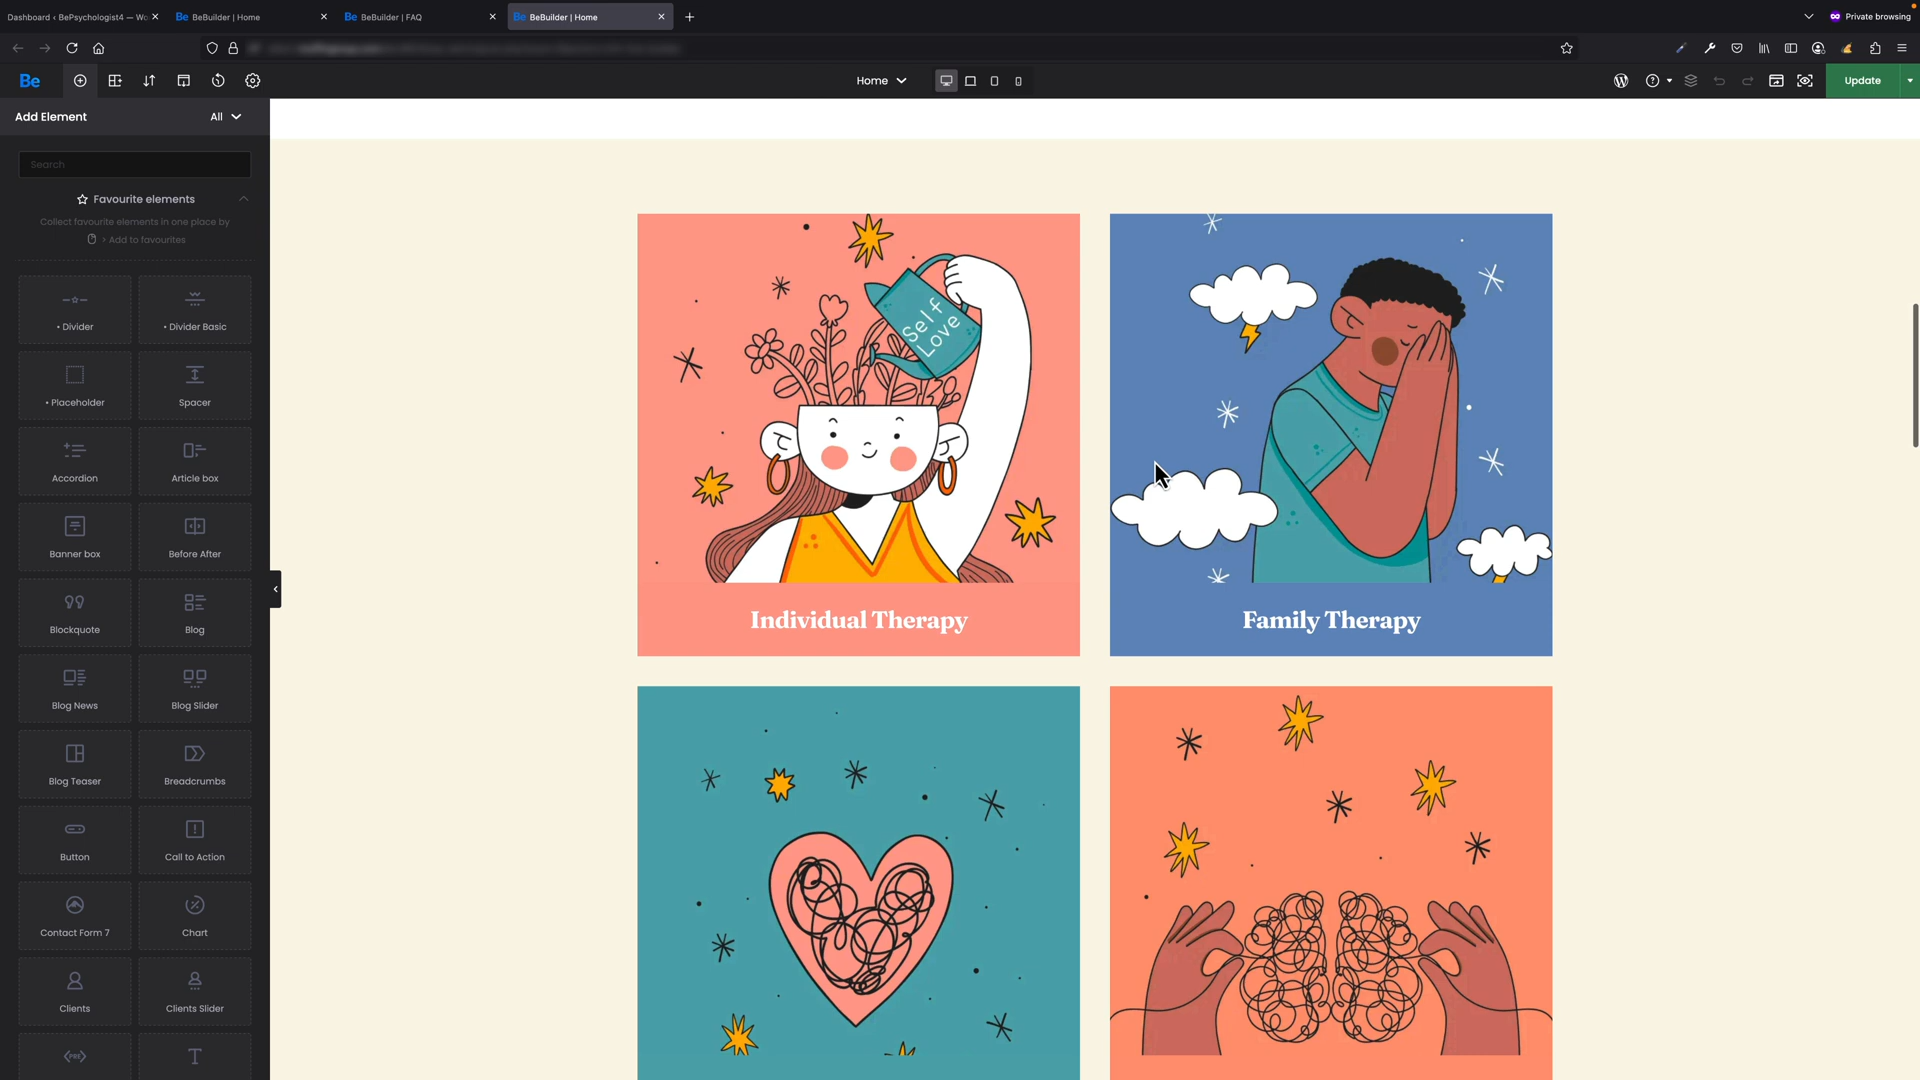 Dashboard ‹ BePsychologist4 — Wo
BeBuilder | Home
BeBuilder | FAQ
BeBuilder | Home
Private browsing
Be
Home
Update
Add Element
All
Search
Favourite elements
Collect favourite elements in one place by
> Add to favourites
• Divider
• Divider Basic
• Placeholder
Spacer
Accordion
Article box
Banner box
Before After
Blockquote
Blog
Blog News
Blog Slider
Blog Teaser
Breadcrumbs
Button
Call to Action
Contact Form 7
Chart
Clients
Clients Slider
Self
Love
Individual Therapy
Family Therapy